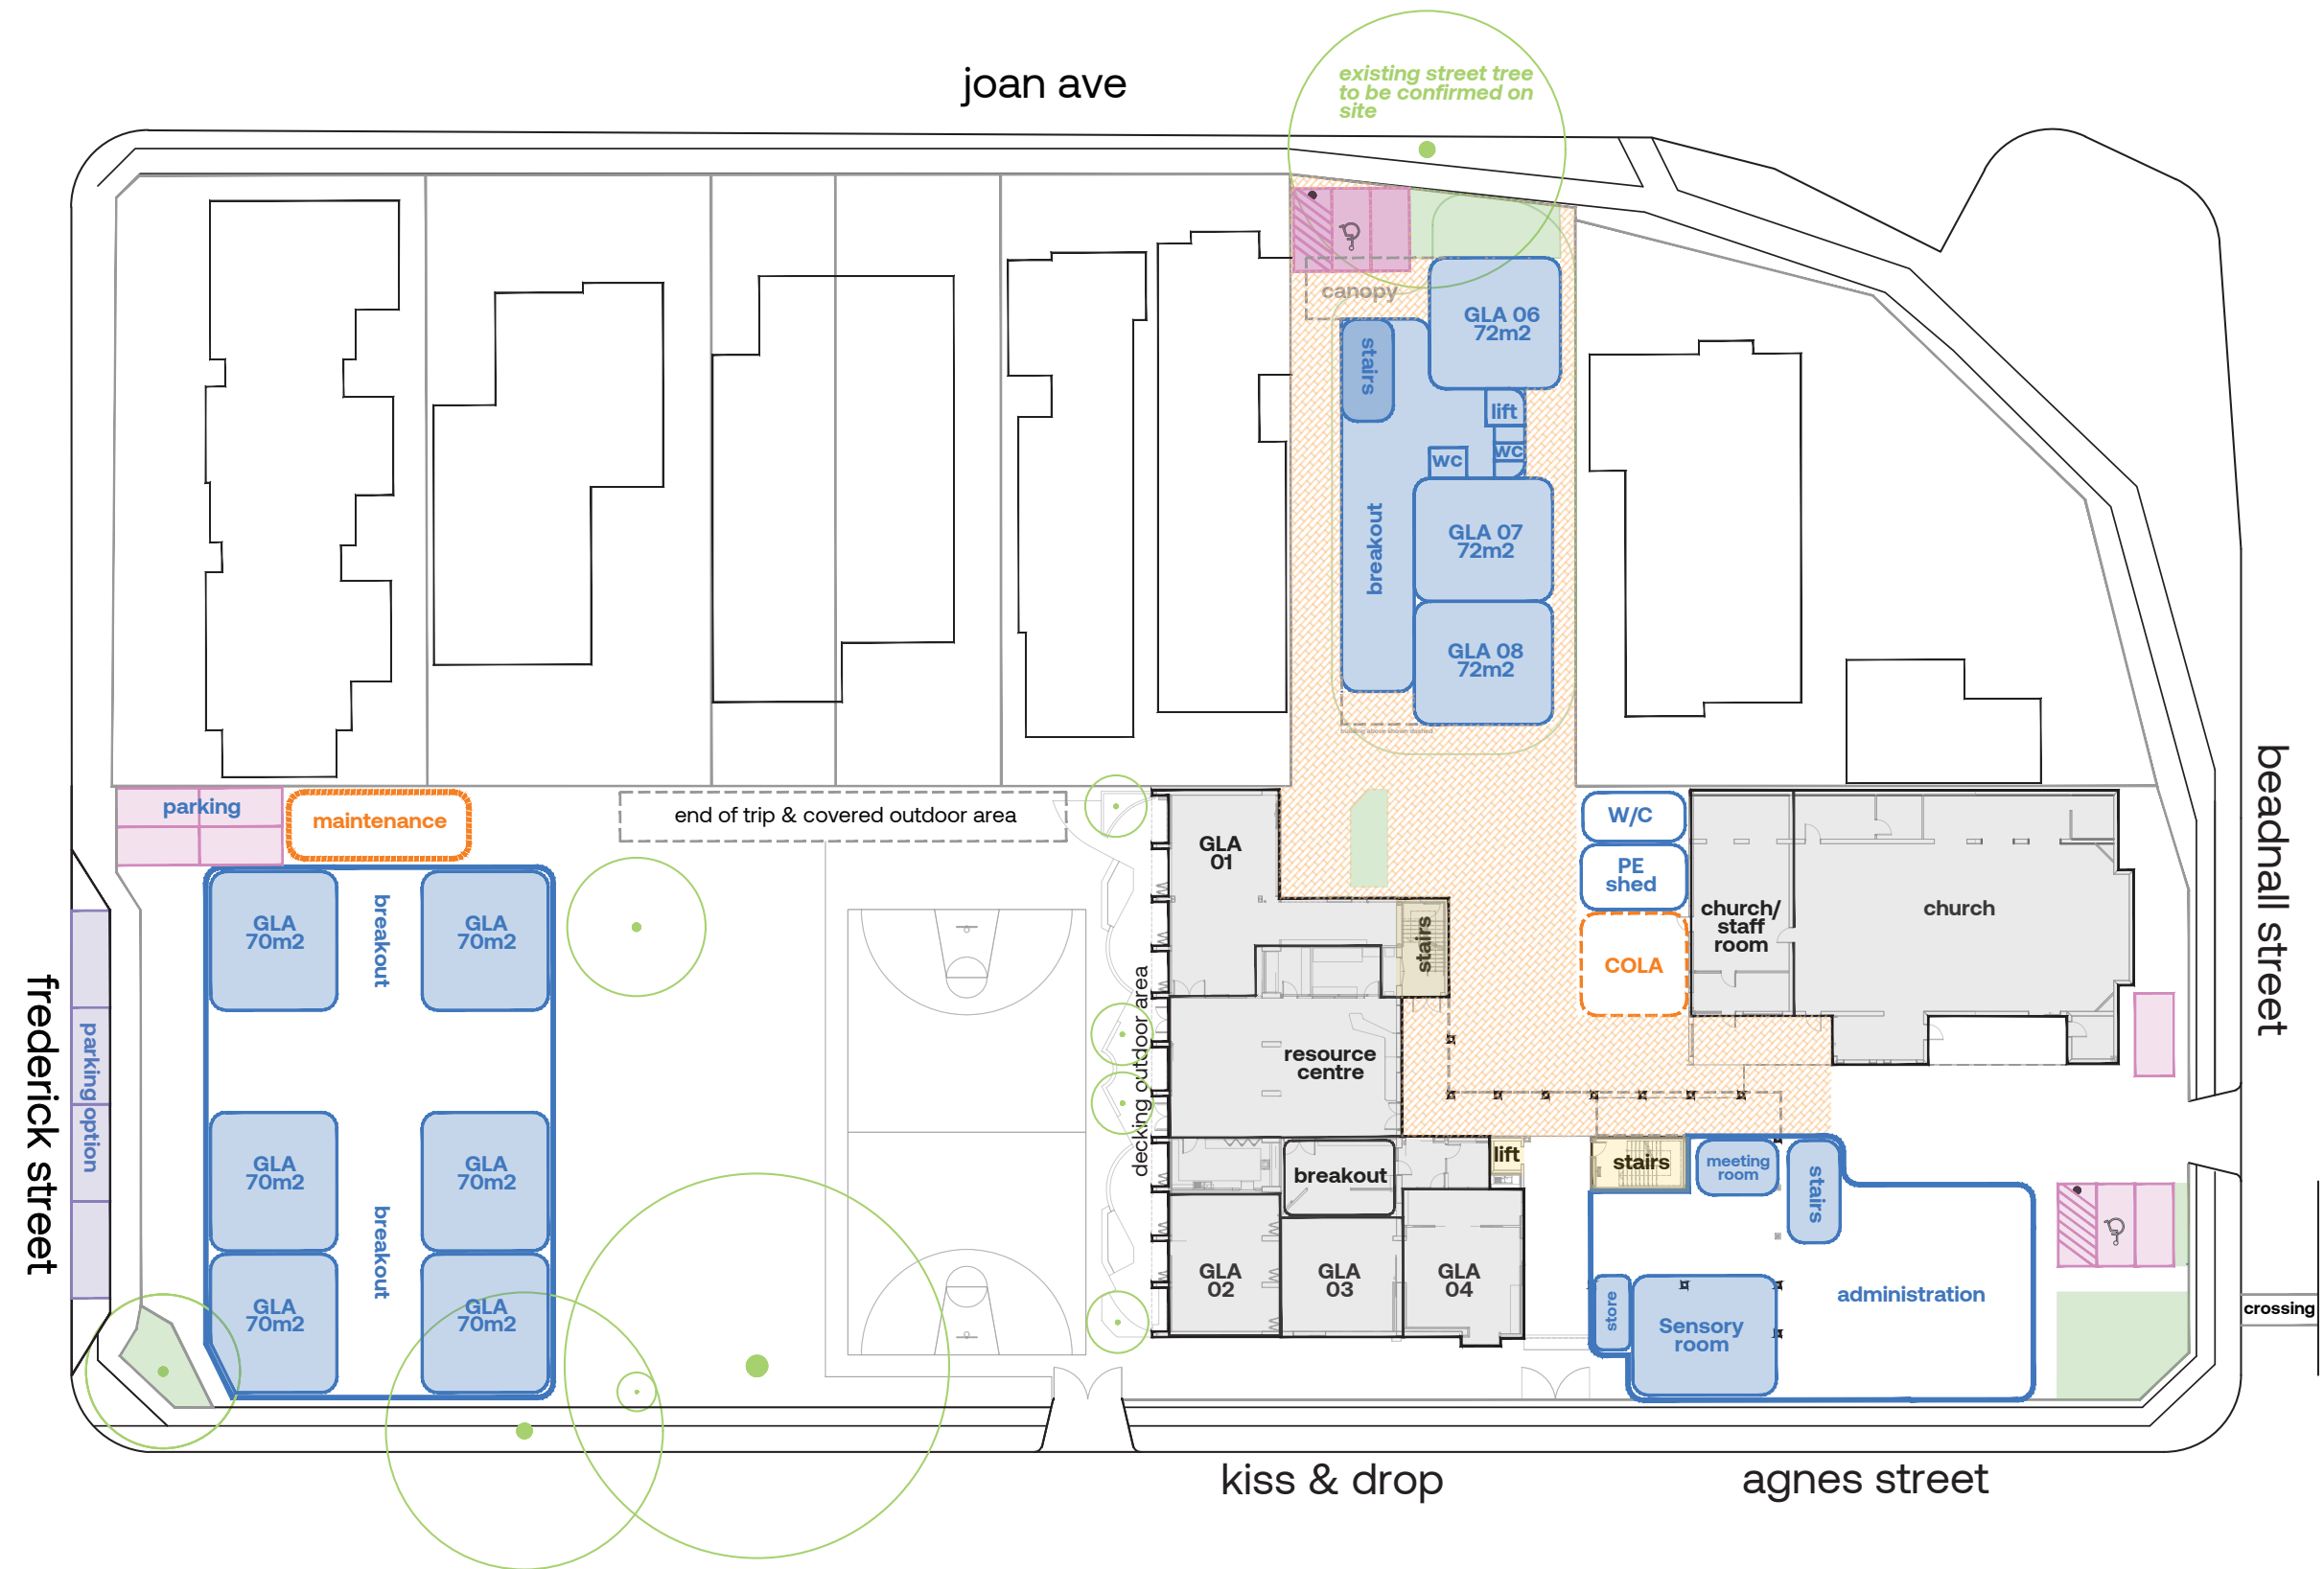 joan ave
existing street tree
to be confirmed on
site
canopy
GLA 06
72m2
stairs
lift
wc
wc
breakout
GLA 07
72m2
GLA 08
72m2
building above shown dashed
parking
maintenance
end of trip & covered outdoor area
GLA
01
W/C
PE
shed
COLA
church/
staff
room
church
beadnall street
GLA
70m2
breakout
GLA
70m2
stairs
decking outdoor area
resource
centre
frederick street
parking option
GLA
70m2
GLA
70m2
breakout
GLA
70m2
GLA
70m2
breakout
lift
stairs
meeting
room
stairs
GLA
02
GLA
03
GLA
04
store
Sensory
room
administration
crossing
kiss & drop
agnes street